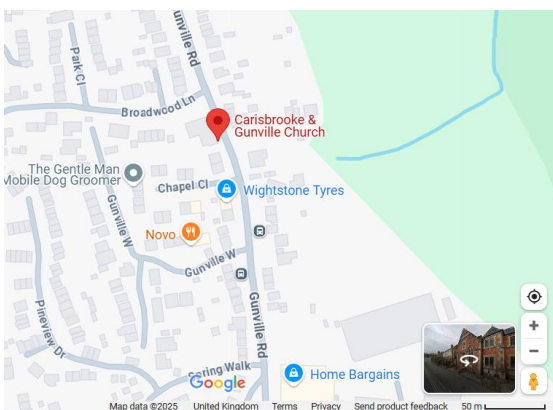 Gunville Rd
Park Cl
Broadwood Ln
Carisbrooke &
Gunville Church
The Gentle Man
Mobile Dog Groomer
Chapel Cl
Wightstone Tyres
Gunville W
Novo
Gunville W
Gunville Rd
Pineview Dr
Spring Walk
Google
Home Bargains
Map data ©2025 United Kingdom Terms Privacy Send product feedback 50 m